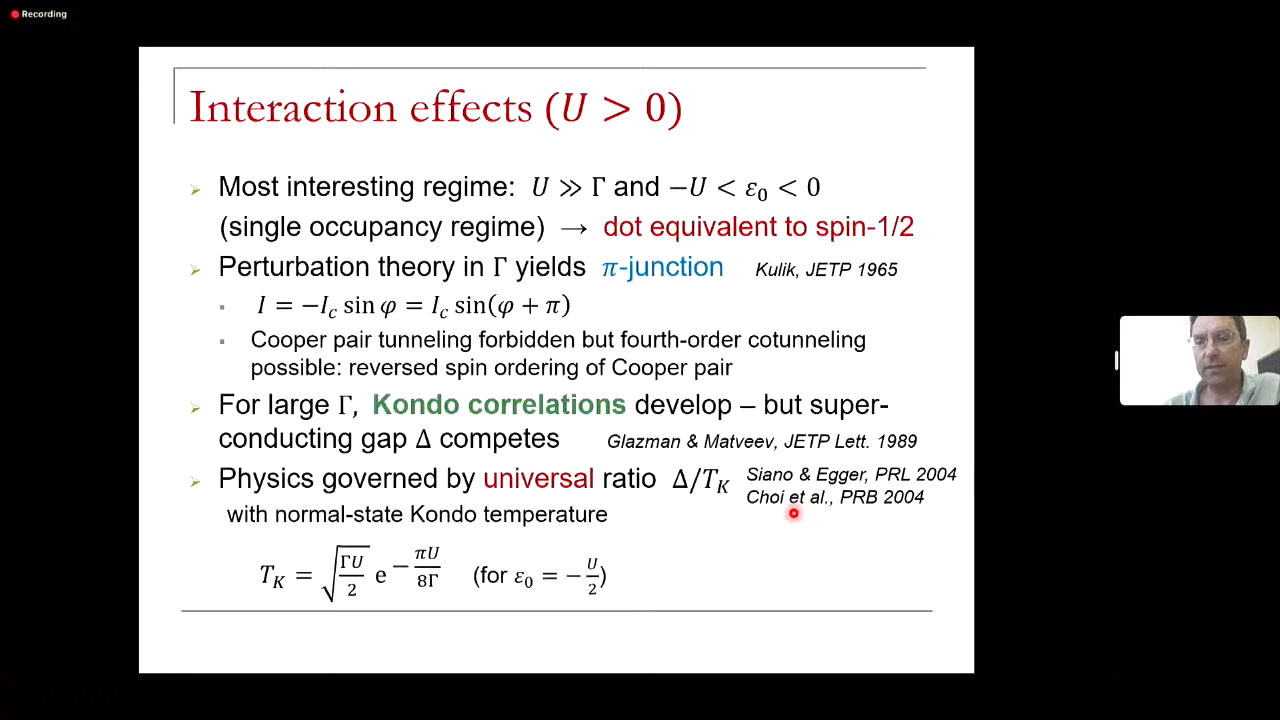 Recording
Interaction effects (U > 0)
Most interesting regime: U ≫ Γ and −U < ε₀ < 0
(single occupancy regime) → dot equivalent to spin-1/2
Perturbation theory in Γ yields π-junction Kulik, JETP 1965
I = −I_c sin φ = I_c sin(φ + π)
Cooper pair tunneling forbidden but fourth-order cotunneling
possible: reversed spin ordering of Cooper pair
For large Γ, Kondo correlations develop – but super-
conducting gap Δ competes Glazman & Matveev, JETP Lett. 1989
Physics governed by universal ratio Δ/T_K Siano & Egger, PRL 2004
Choi et al., PRB 2004
with normal-state Kondo temperature
T_K = √(ΓU/2) e^(−πU/8Γ) (for ε₀ = −U/2)